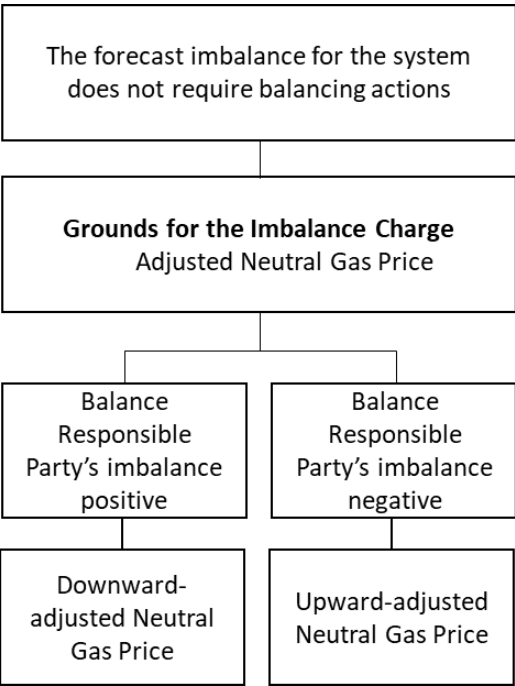 The forecast imbalance for the system
does not require balancing actions
Grounds for the Imbalance Charge
Adjusted Neutral Gas Price
Balance
Responsible
Party’s imbalance
positive
Balance
Responsible
Party’s imbalance
negative
Downward-
adjusted Neutral
Gas Price
Upward-adjusted
Neutral Gas Price